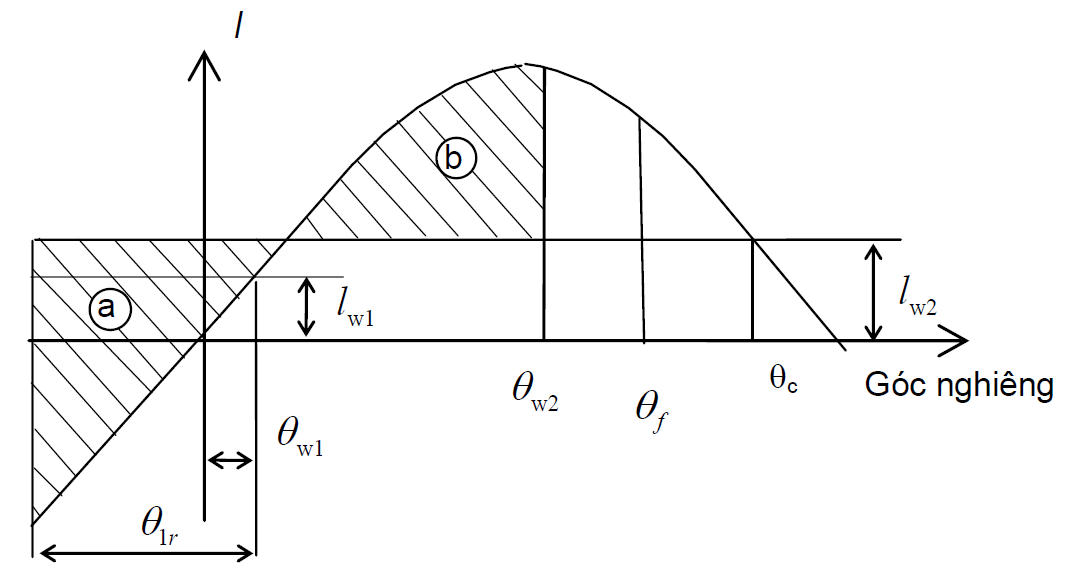 l
b
a
l_w1
l_w2
θ_w2
θ_f
θ_c
Góc nghiêng
θ_w1
θ_1r